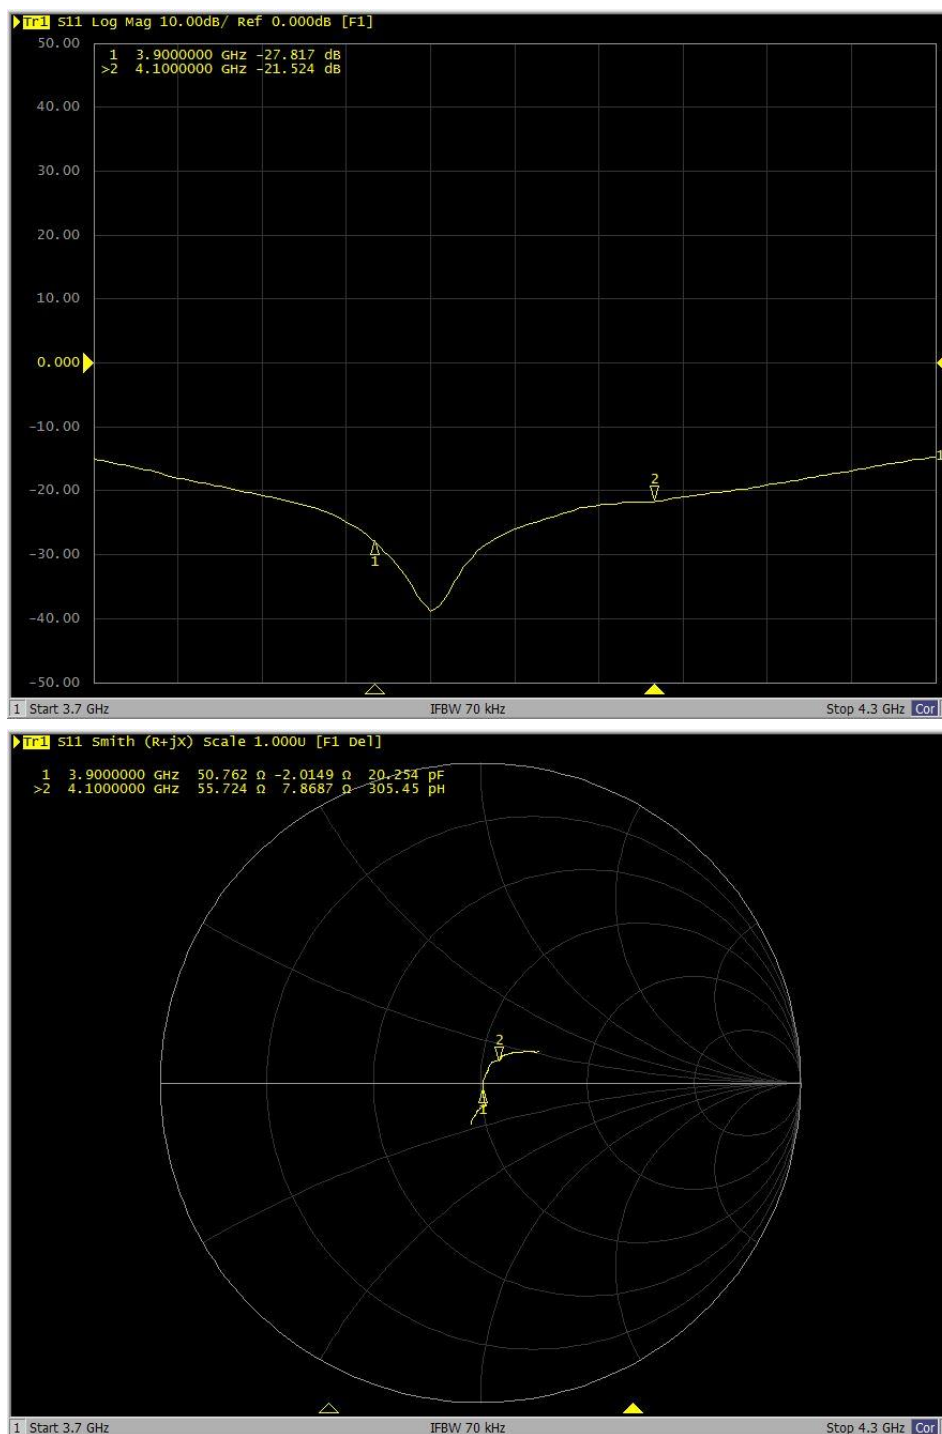 Tr1 S11 Log Mag 10.00dB/ Ref 0.000dB [F1]
50.00
1 3.9000000 GHz -27.817 dB
>2 4.1000000 GHz -21.524 dB
40.00
30.00
20.00
10.00
0.000
-10.00
1
-20.00
2
-30.00
1
-40.00
-50.00
1 Start 3.7 GHz IFBW 70 kHz Stop 4.3 GHz Cor
Tr1 S11 Smith (R+jX) Scale 1.000U [F1 Del]
1 3.9000000 GHz 50.762 Ω -2.0149 Ω 20.254 pF
>2 4.1000000 GHz 55.724 Ω 7.8687 Ω 305.45 pH
2
1
1 Start 3.7 GHz IFBW 70 kHz Stop 4.3 GHz Cor